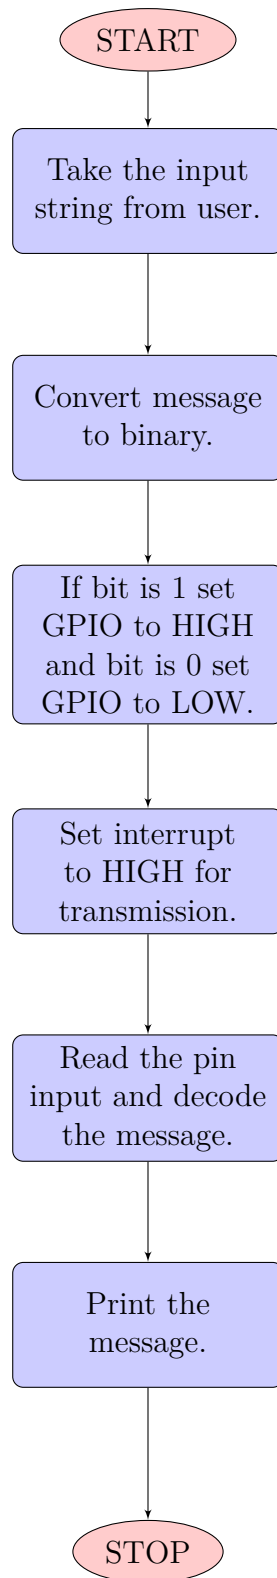 START
Take the input
string from user.
Convert message
to binary.
If bit is 1 set
GPIO to HIGH
and bit is 0 set
GPIO to LOW.
Set interrupt
to HIGH for
transmission.
Read the pin
input and decode
the message.
Print the
message.
STOP